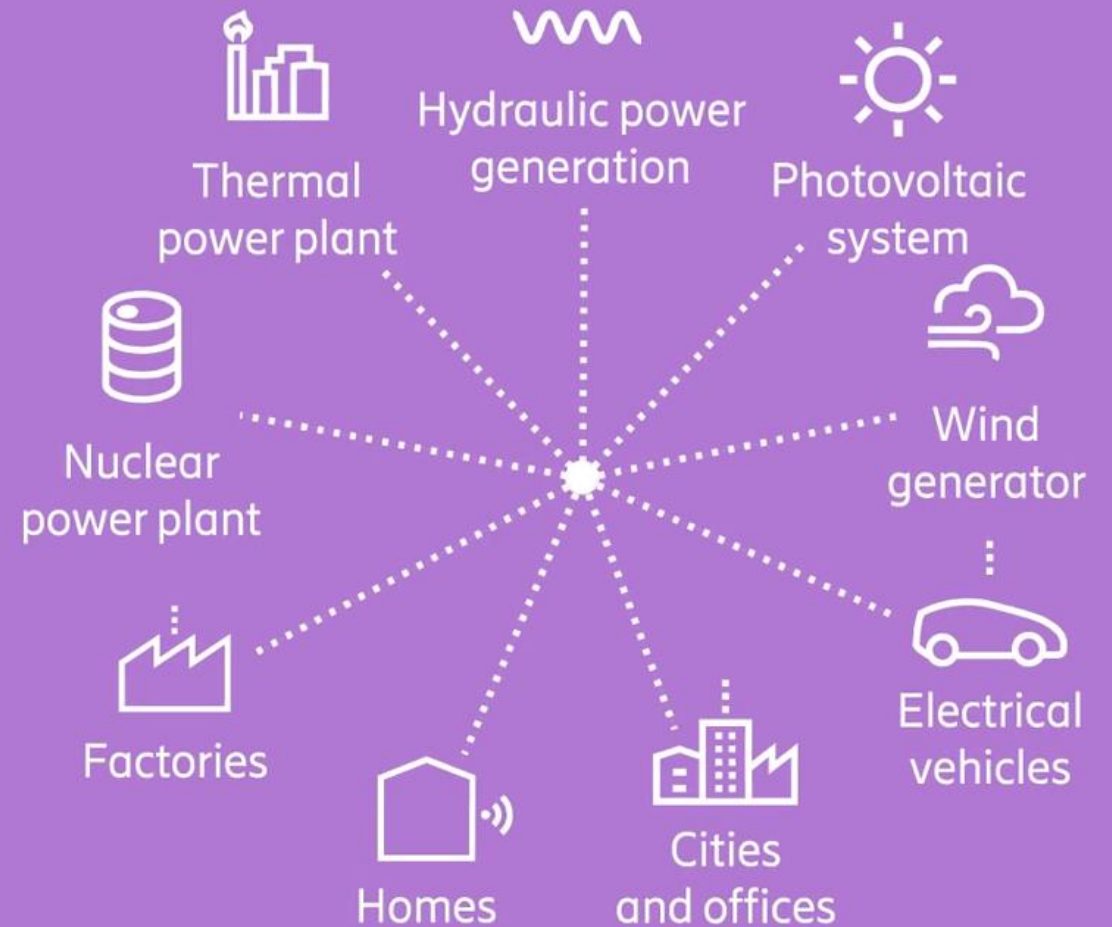 Hydraulic power
generation
Thermal
power plant
Photovoltaic
system
Nuclear
power plant
Wind
generator
Factories
Electrical
vehicles
Homes
Cities
and offices